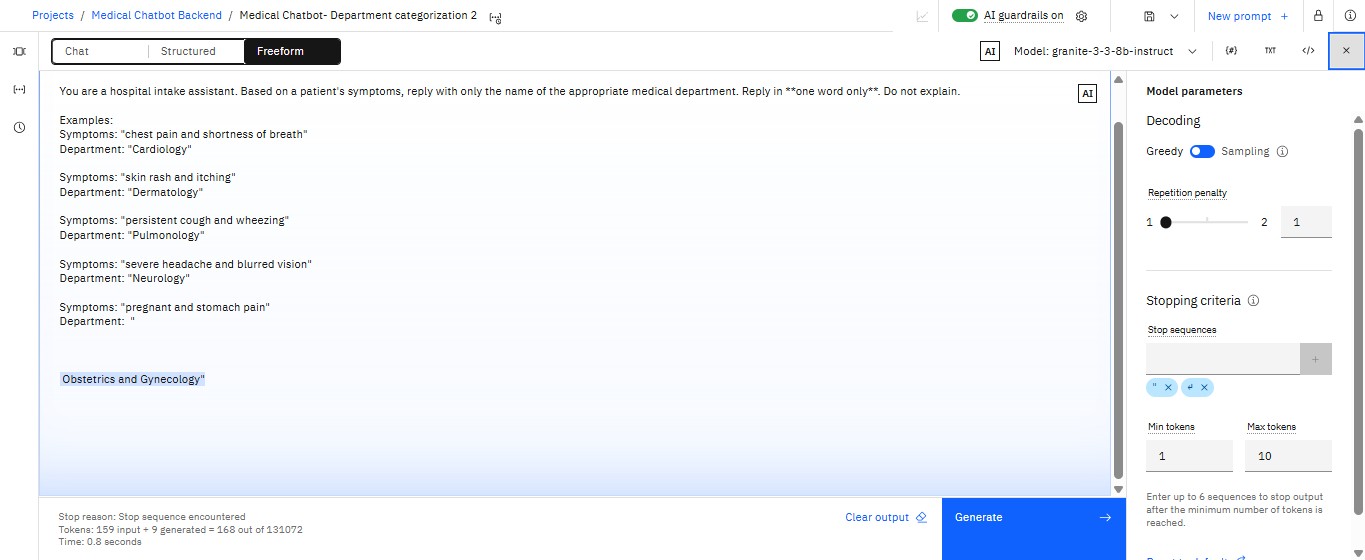 Projects / Medical Chatbot Backend / Medical Chatbot- Department categorization 2
AI guardrails on
New prompt +
Chat
Structured
Freeform
AI
Model: granite-3-3-8b-instruct
{#}
TXT
</>
You are a hospital intake assistant. Based on a patient's symptoms, reply with only the name of the appropriate medical department. Reply in **one word only**. Do not explain.
AI
Examples:
Symptoms: "chest pain and shortness of breath"
Department: "Cardiology"
Symptoms: "skin rash and itching"
Department: "Dermatology"
Symptoms: "persistent cough and wheezing"
Department: "Pulmonology"
Symptoms: "severe headache and blurred vision"
Department: "Neurology"
Symptoms: "pregnant and stomach pain"
Department: "
Obstetrics and Gynecology"
Stop reason: Stop sequence encountered
Tokens: 159 input + 9 generated = 168 out of 131072
Time: 0.8 seconds
Clear output
Generate
Model parameters
Decoding
Greedy
Sampling
Repetition penalty
1
2
1
Stopping criteria
Stop sequences
+
" ×
↵ ×
Min tokens
Max tokens
1
10
Enter up to 6 sequences to stop output
after the minimum number of tokens is
reached.